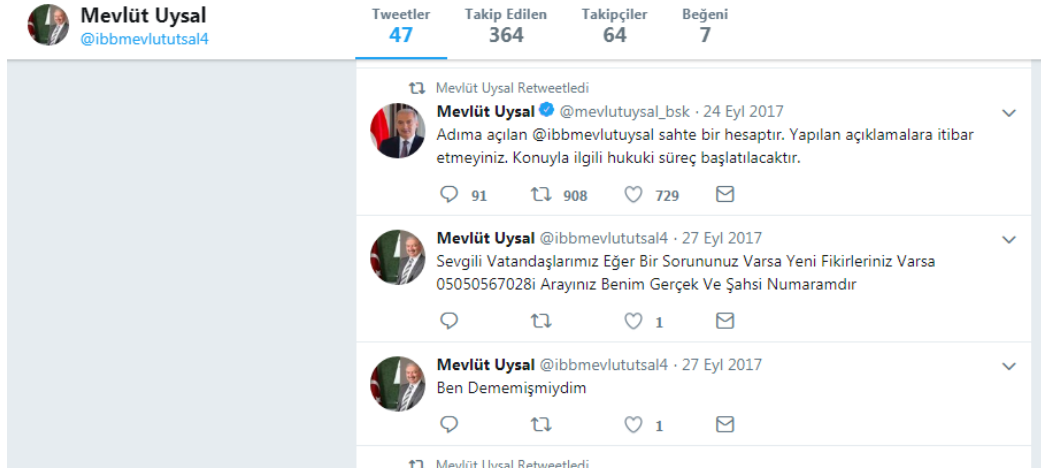 Mevlüt Uysal
@ibbmevlututsal4
Tweetler Takip Edilen Takipçiler Beğeni
47 364 64 7
Mevlüt Uysal Retweetledi
Mevlüt Uysal @mevlutuysal_bsk · 24 Eyl 2017
Adıma açılan @ibbmevlutuysal sahte bir hesaptır. Yapılan açıklamalara itibar
etmeyiniz. Konuyla ilgili hukuki süreç başlatılacaktır.
91 908 729
Mevlüt Uysal @ibbmevlututsal4 · 27 Eyl 2017
Sevgili Vatandaşlarımız Eğer Bir Sorununuz Varsa Yeni Fikirleriniz Varsa
05050567028i Arayınız Benim Gerçek Ve Şahsi Numaramdır
1
Mevlüt Uysal @ibbmevlututsal4 · 27 Eyl 2017
Ben Dememişmiydim
1
Mevlüt Uysal Retweetledi